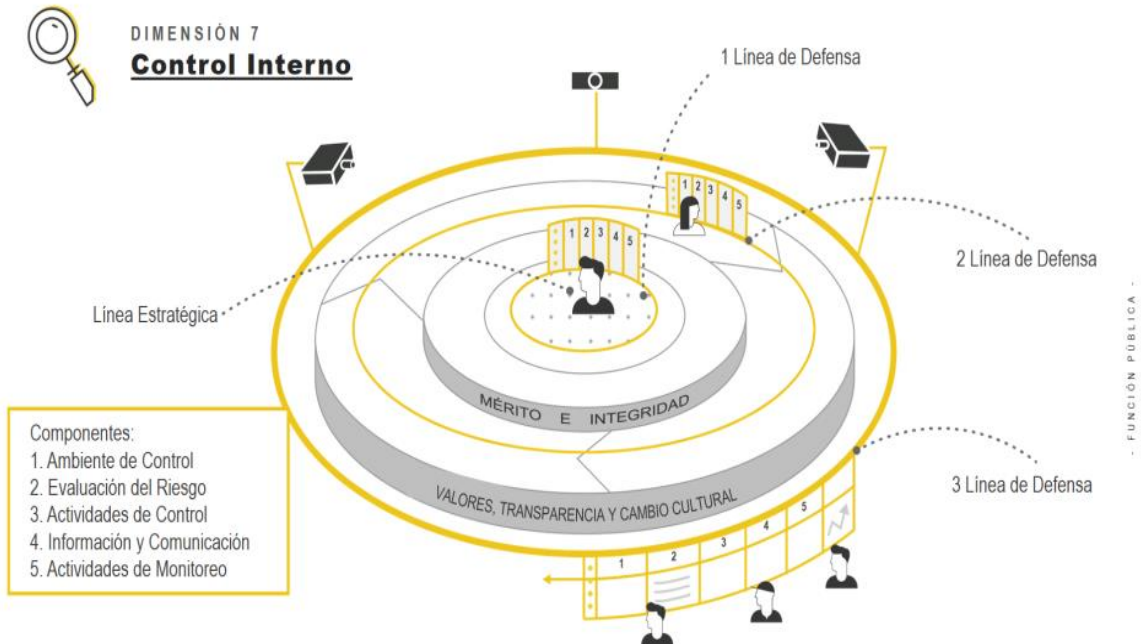 DIMENSIÓN 7
Control Interno
1 Línea de Defensa
1 2 3 4 5
1 2 3 4 5
2 Línea de Defensa
Línea Estratégica
- FUNCIÓN PÚBLICA -
MÉRITO E INTEGRIDAD
Componentes:
1. Ambiente de Control
2. Evaluación del Riesgo
3. Actividades de Control
4. Información y Comunicación
5. Actividades de Monitoreo
VALORES, TRANSPARENCIA Y CAMBIO CULTURAL
3 Línea de Defensa
1 2 3 4 5